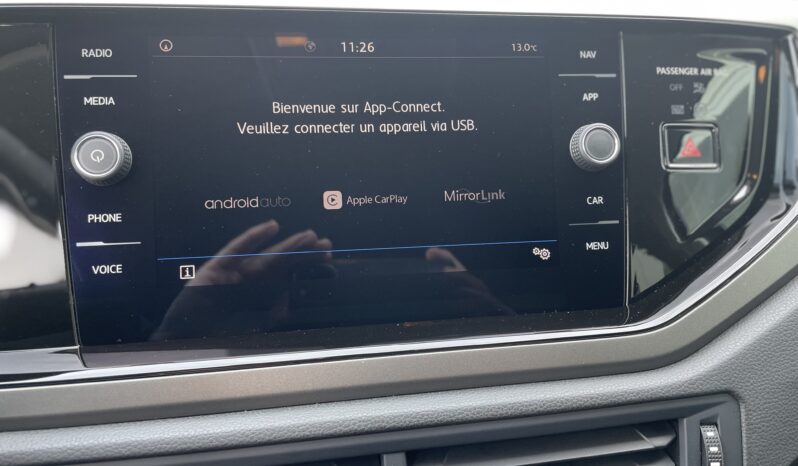 RADIO
MEDIA
PHONE
VOICE
11:26
13.0°C
Bienvenue sur App-Connect.
Veuillez connecter un appareil via USB.
androidauto
Apple CarPlay
MirrorLink
i
NAV
APP
CAR
MENU
PASSENGER AIR BAG
OFF